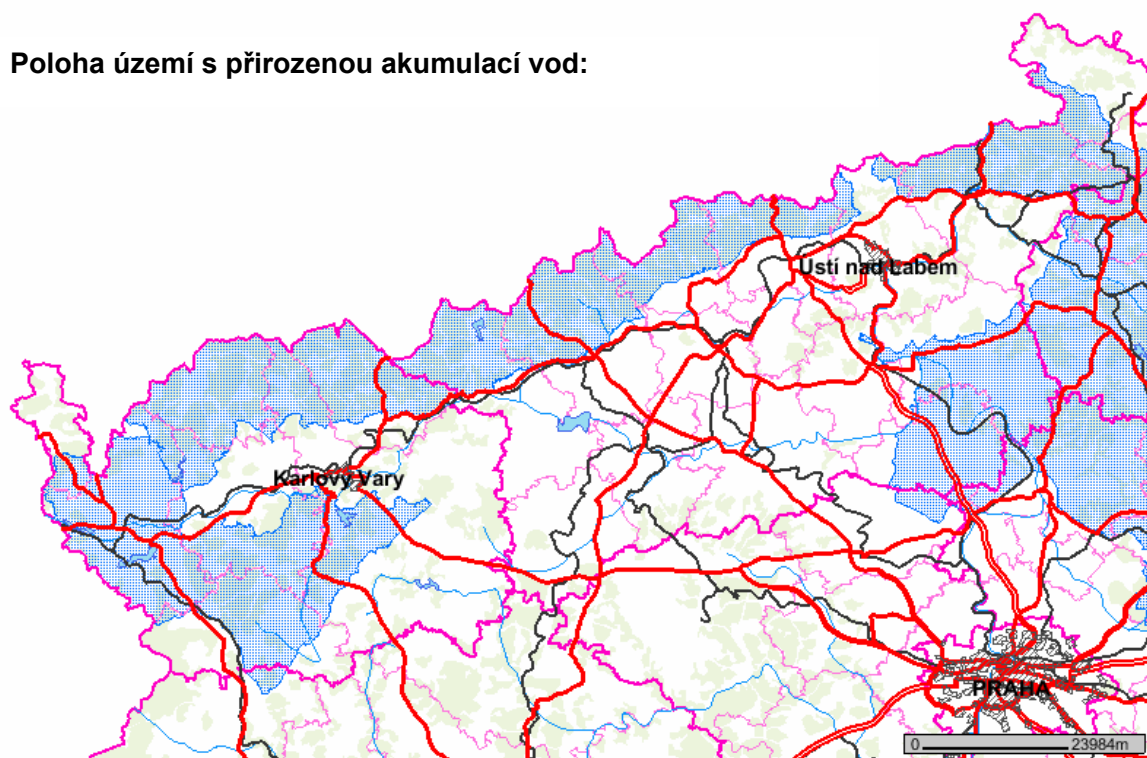 Poloha území s přirozenou akumulací vod:
Ústí nad Labem
Karlovy Vary
PRAHA
0 23984m